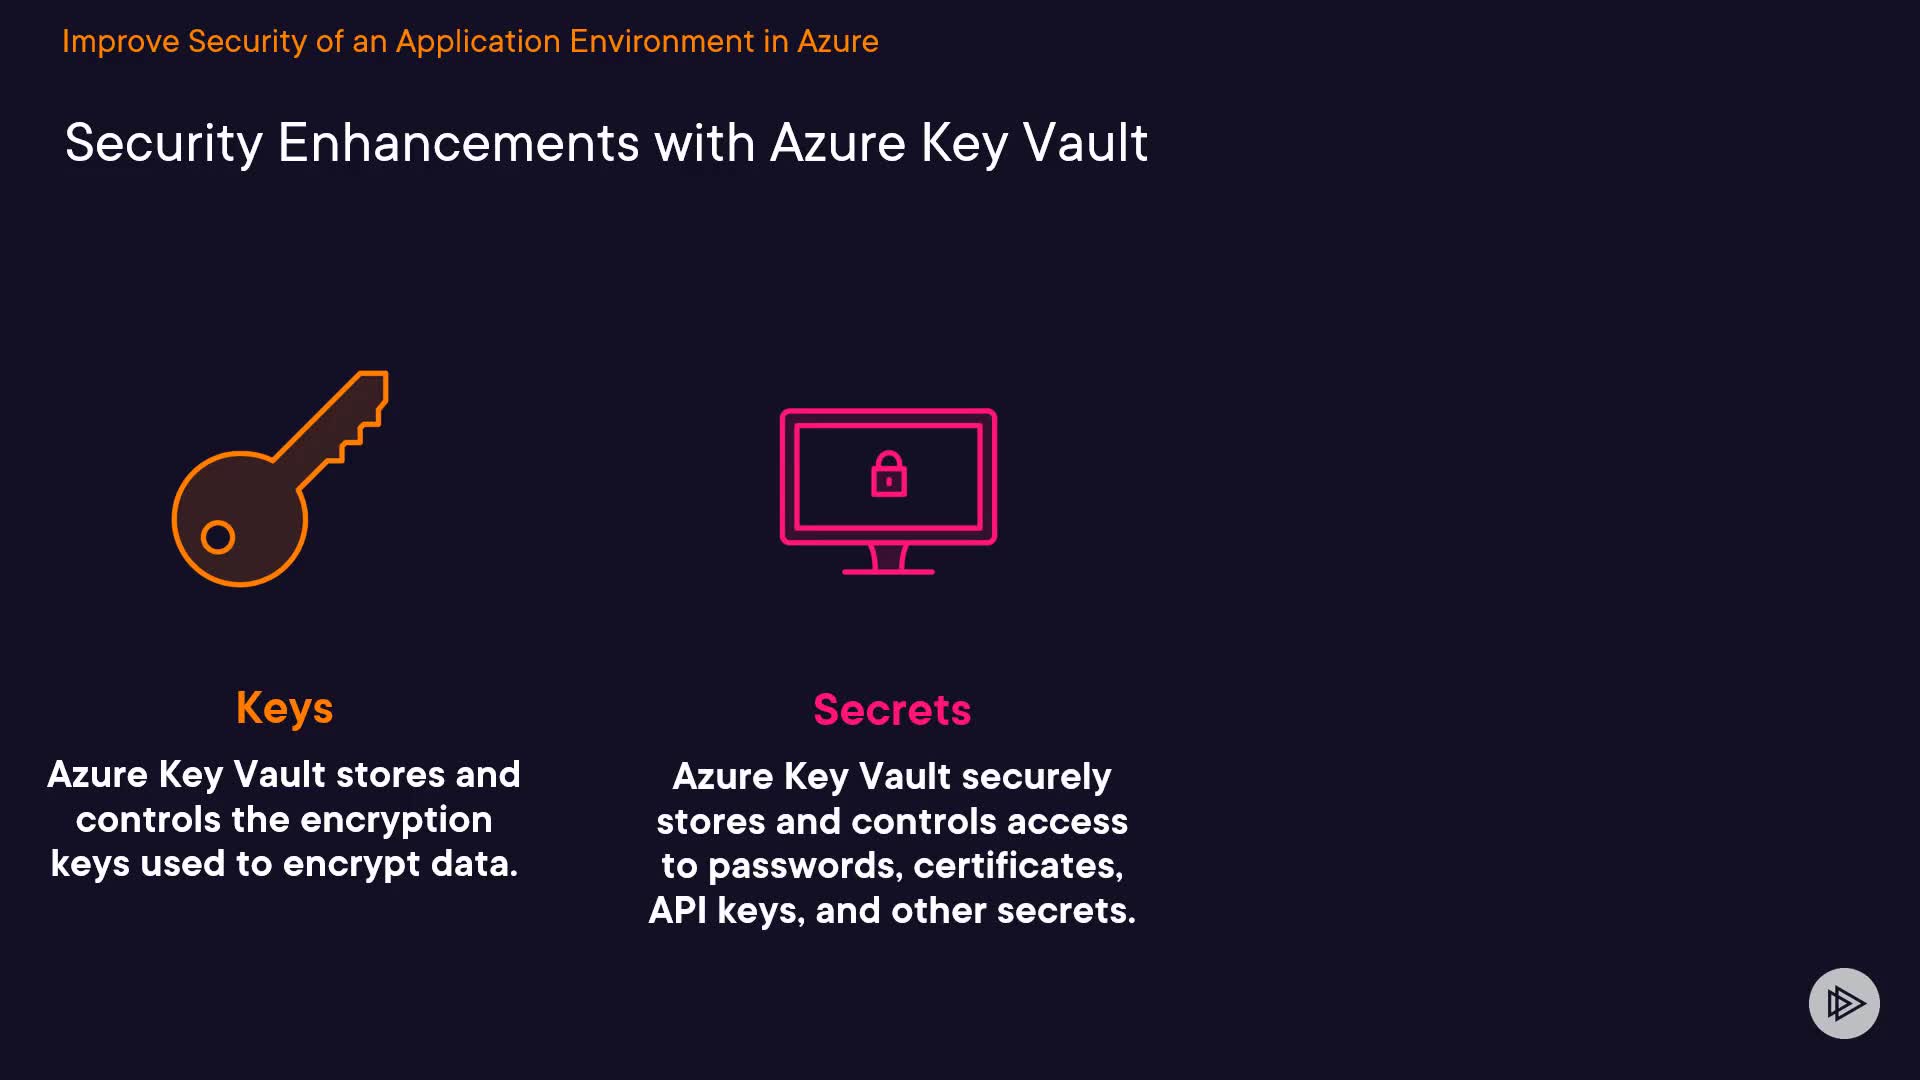 Improve Security of an Application Environment in Azure
Security Enhancements with Azure Key Vault
Keys
Azure Key Vault stores and
controls the encryption
keys used to encrypt data.
Secrets
Azure Key Vault securely
stores and controls access
to passwords, certificates,
API keys, and other secrets.